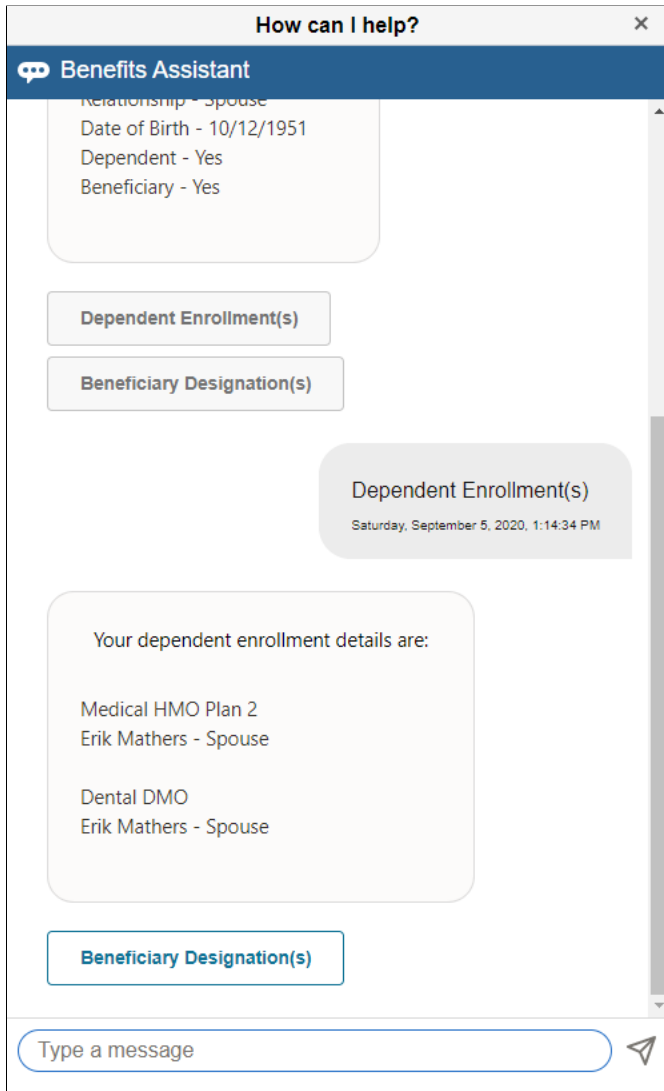 How can I help?
Benefits Assistant
Relationship - Spouse
Date of Birth - 10/12/1951
Dependent - Yes
Beneficiary - Yes
Dependent Enrollment(s)
Beneficiary Designation(s)
Dependent Enrollment(s)
Saturday, September 5, 2020, 1:14:34 PM
Your dependent enrollment details are:
Medical HMO Plan 2
Erik Mathers - Spouse
Dental DMO
Erik Mathers - Spouse
Beneficiary Designation(s)
Type a message